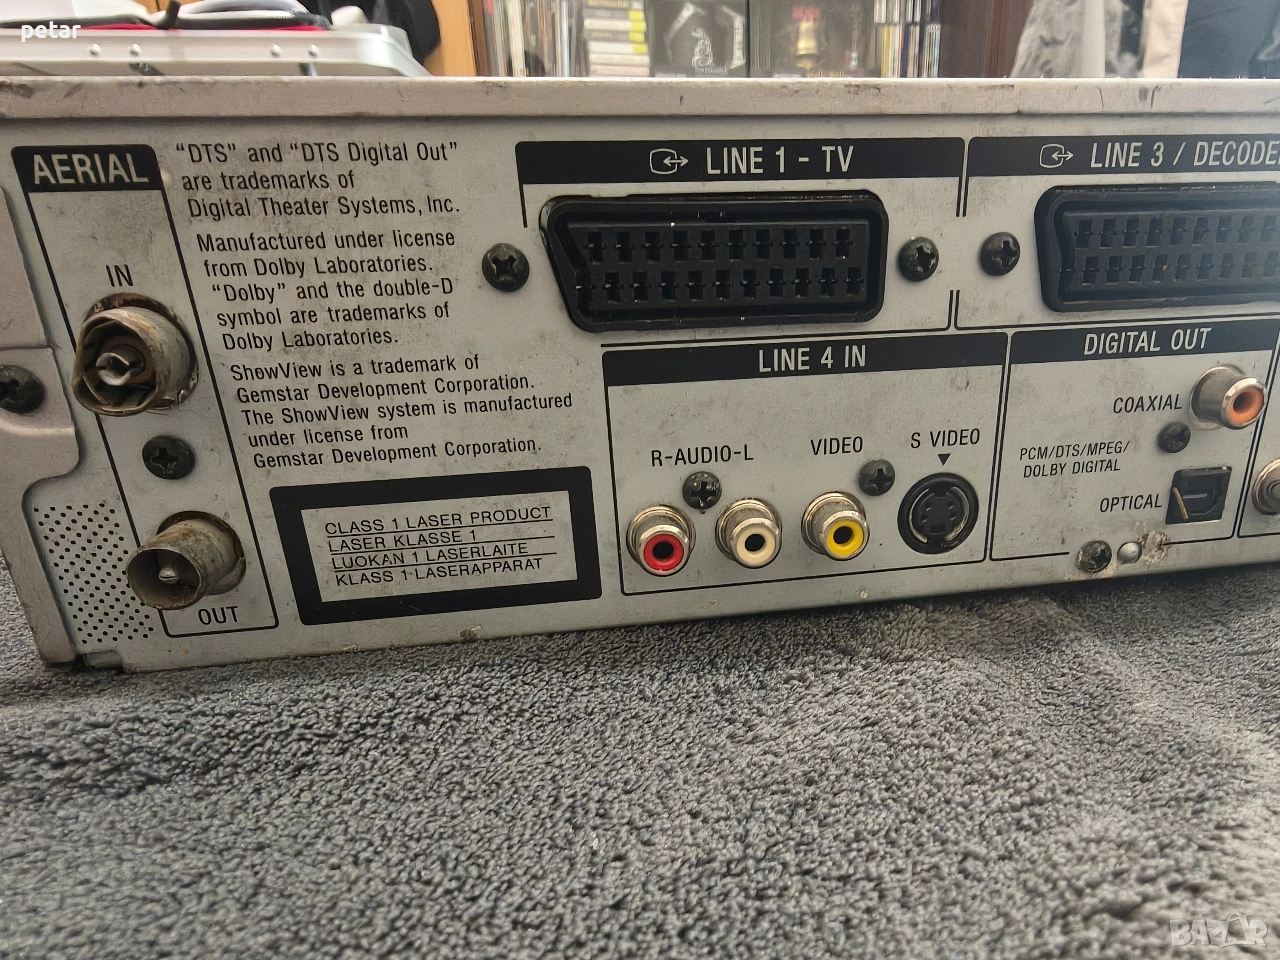 petar
AERIAL
IN
OUT
"DTS" and "DTS Digital Out"
are trademarks of
Digital Theater Systems, Inc.
Manufactured under license
from Dolby Laboratories.
"Dolby" and the double-D
symbol are trademarks of
Dolby Laboratories.
ShowView is a trademark of
Gemstar Development Corporation.
The ShowView system is manufactured
under license from
Gemstar Development Corporation.
CLASS 1 LASER PRODUCT
LASER KLASSE 1
LUOKAN 1 LASERLAITE
KLASS 1 LASERAPPARAT
LINE 1 - TV
LINE 3 / DECODE
LINE 4 IN
R-AUDIO-L
VIDEO
S VIDEO
DIGITAL OUT
COAXIAL
PCM/DTS/MPEG/
DOLBY DIGITAL
OPTICAL
BAZAR